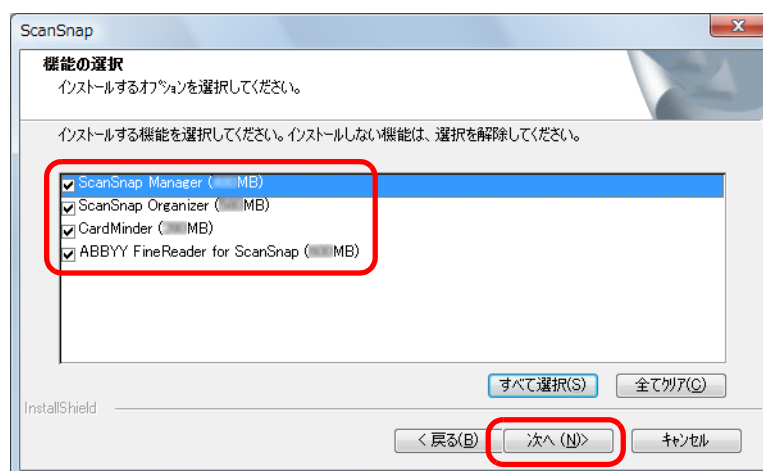 ScanSnap
機能の選択
インストールするオプションを選択してください。
インストールする機能を選択してください。インストールしない機能は、選択を解除してください。
ScanSnap Manager ( MB)
ScanSnap Organizer ( MB)
CardMinder ( MB)
ABBYY FineReader for ScanSnap ( MB)
すべて選択(S) 全てクリア(C)
InstallShield
< 戻る(B) 次へ (N)> キャンセル